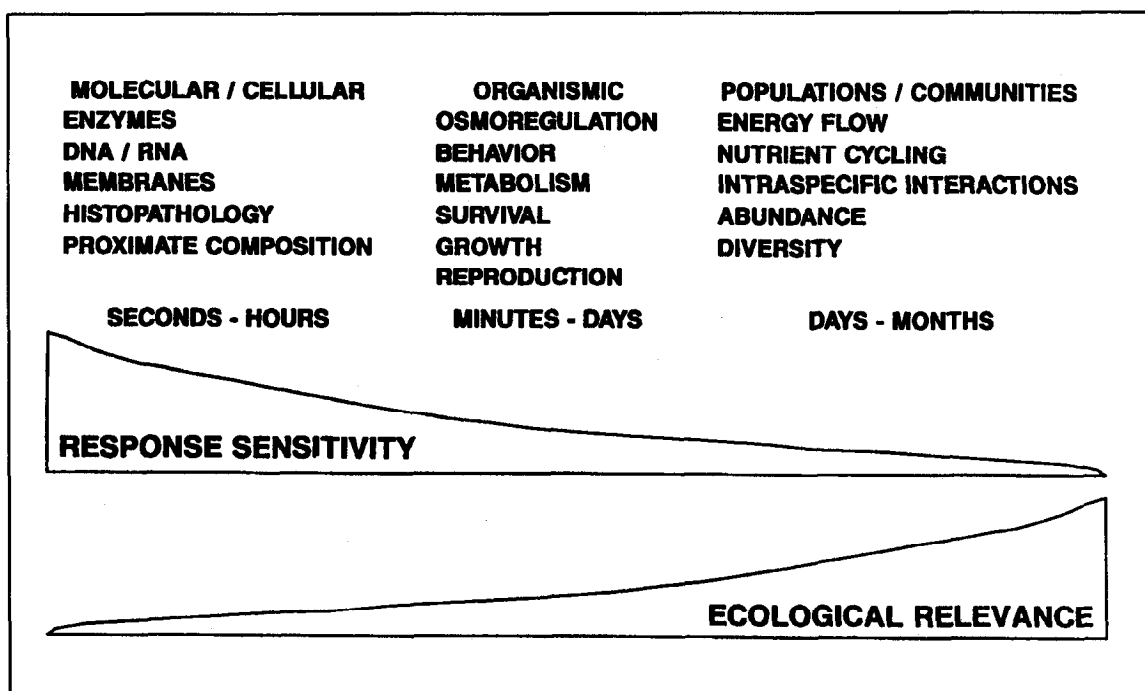 MOLECULAR / CELLULAR
ENZYMES
DNA / RNA
MEMBRANES
HISTOPATHOLOGY
PROXIMATE COMPOSITION
SECONDS - HOURS
ORGANISMIC
OSMOREGULATION
BEHAVIOR
METABOLISM
SURVIVAL
GROWTH
REPRODUCTION
MINUTES - DAYS
POPULATIONS / COMMUNITIES
ENERGY FLOW
NUTRIENT CYCLING
INTRASPECIFIC INTERACTIONS
ABUNDANCE
DIVERSITY
DAYS - MONTHS
RESPONSE SENSITIVITY
ECOLOGICAL RELEVANCE